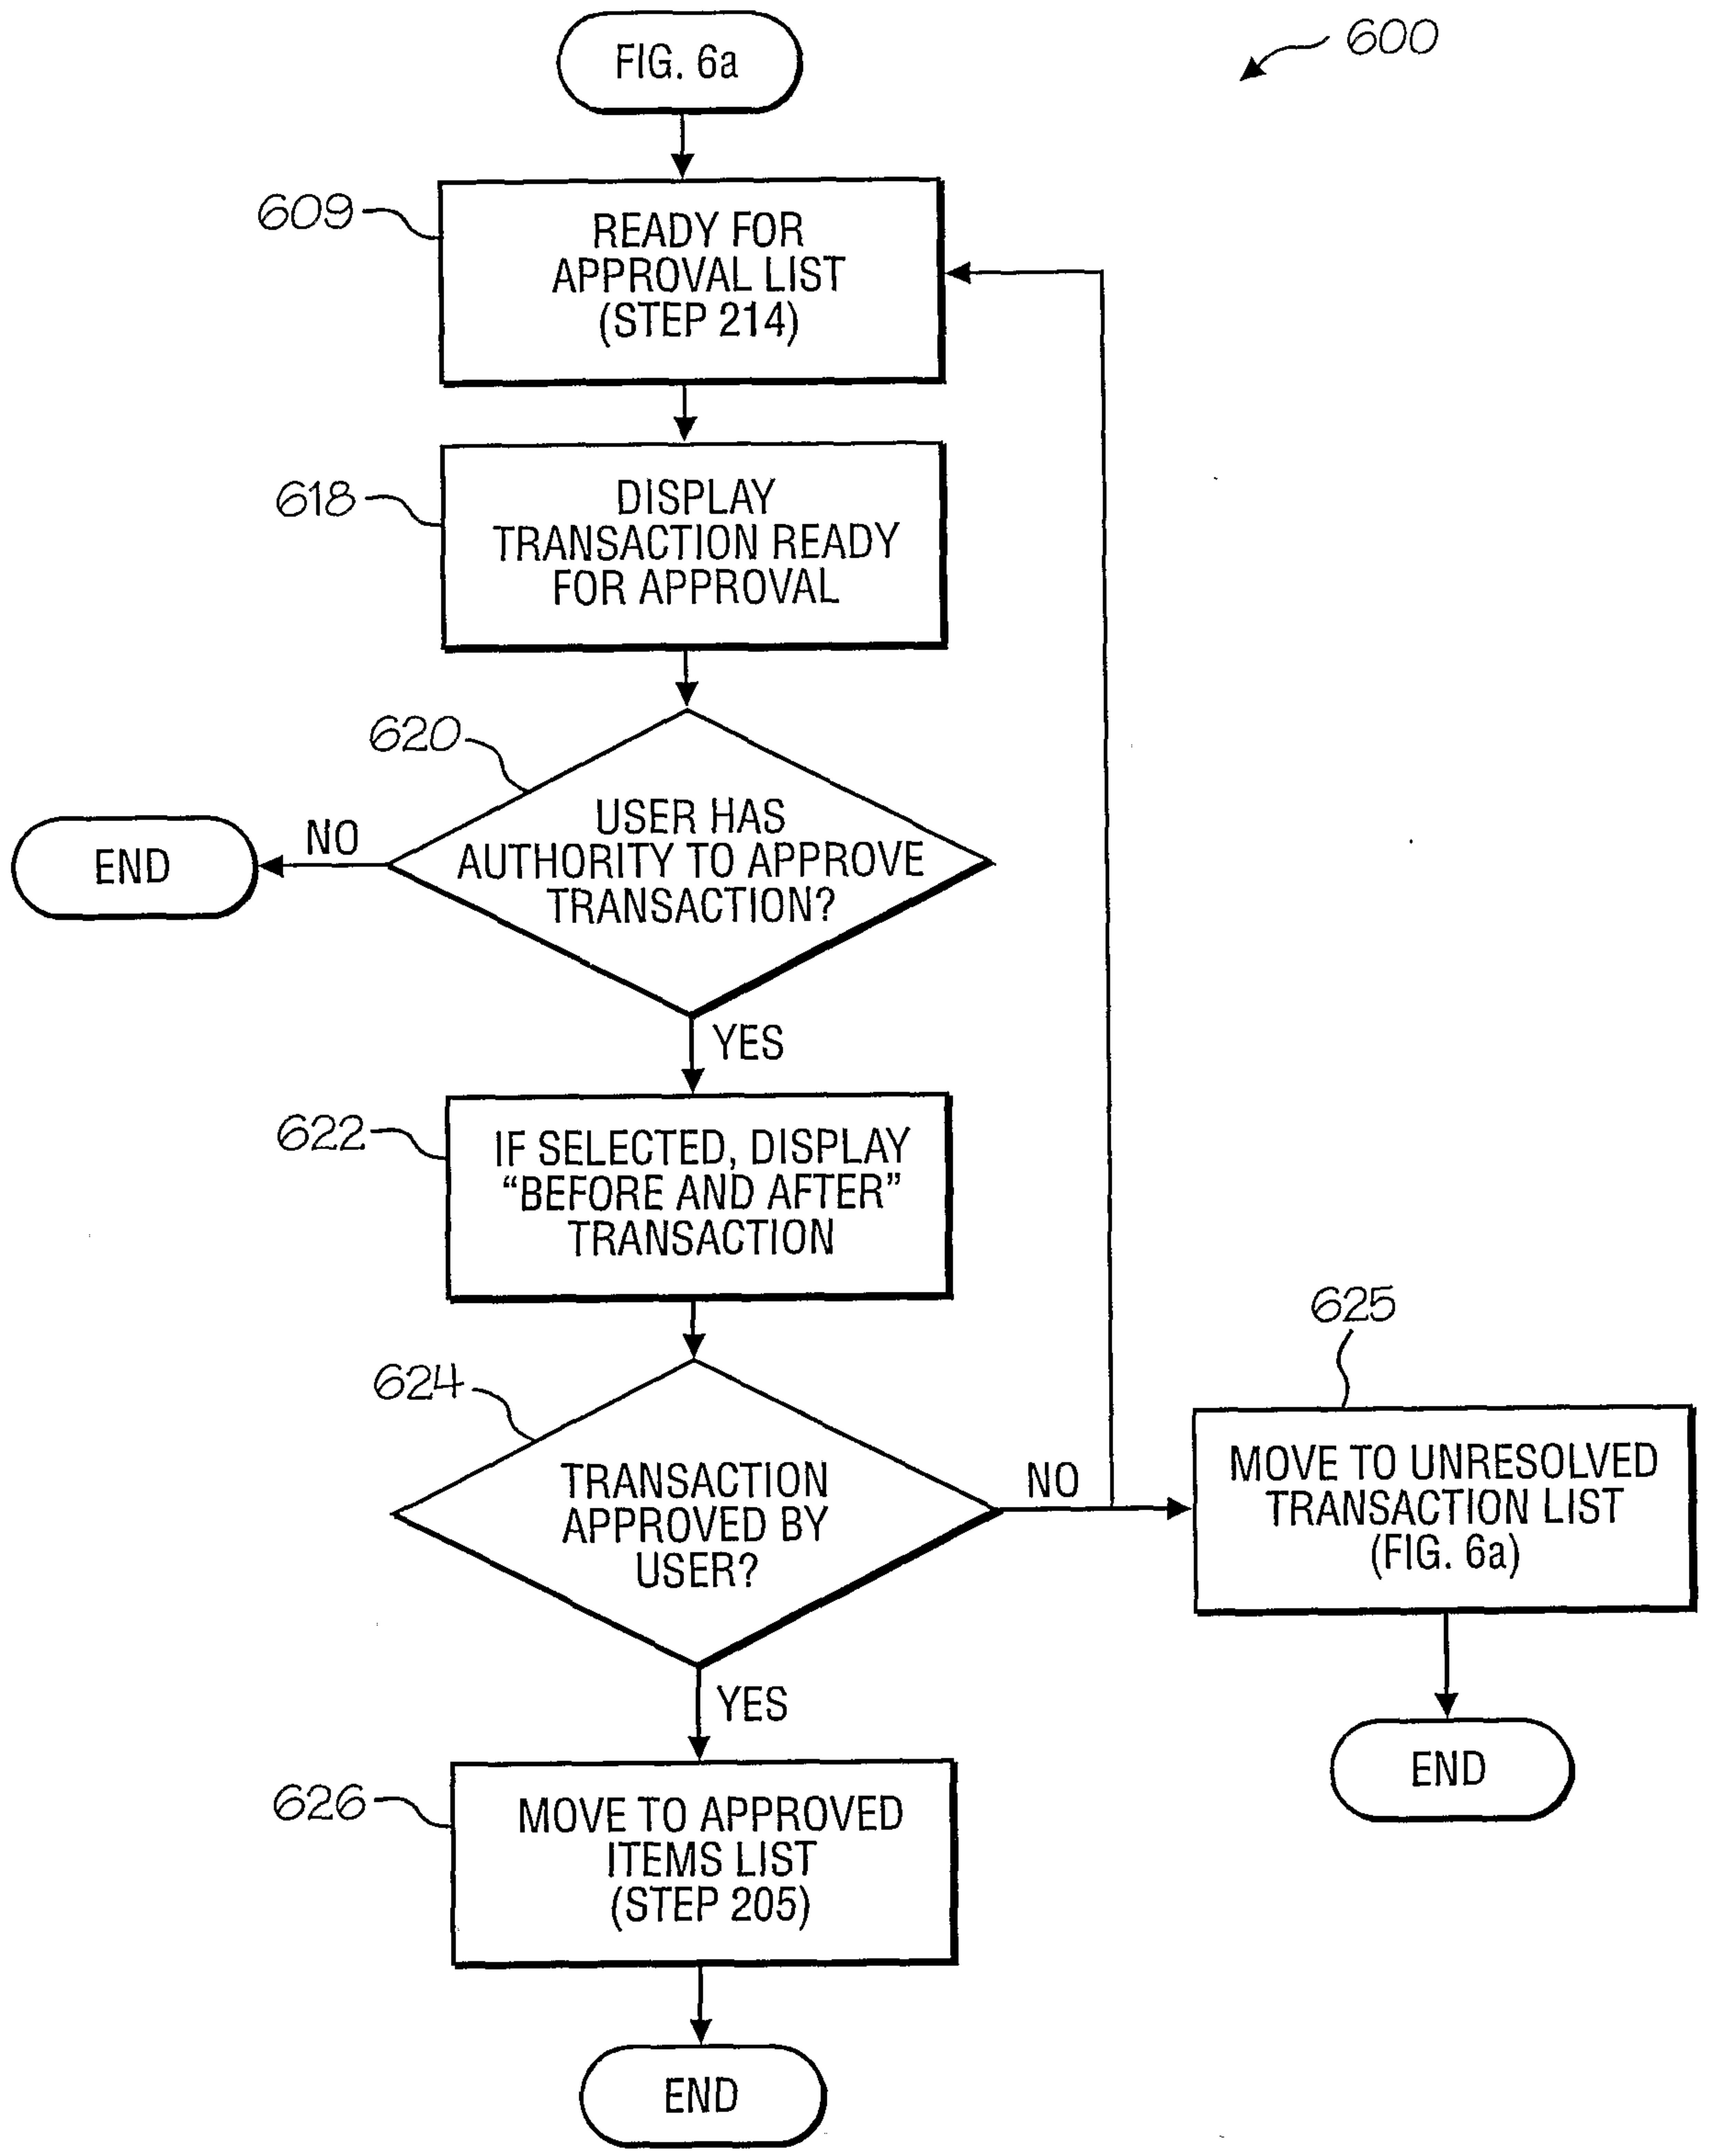 FIG. 6a
600
609
READY FOR
APPROVAL LIST
(STEP 214)
618
DISPLAY
TRANSACTION READY
FOR APPROVAL
620
USER HAS
AUTHORITY TO APPROVE
TRANSACTION?
NO
END
YES
622
IF SELECTED, DISPLAY
“BEFORE AND AFTER”
TRANSACTION
624
TRANSACTION
APPROVED BY
USER?
NO
625
MOVE TO UNRESOLVED
TRANSACTION LIST
(FIG. 6a)
END
YES
626
MOVE TO APPROVED
ITEMS LIST
(STEP 205)
END